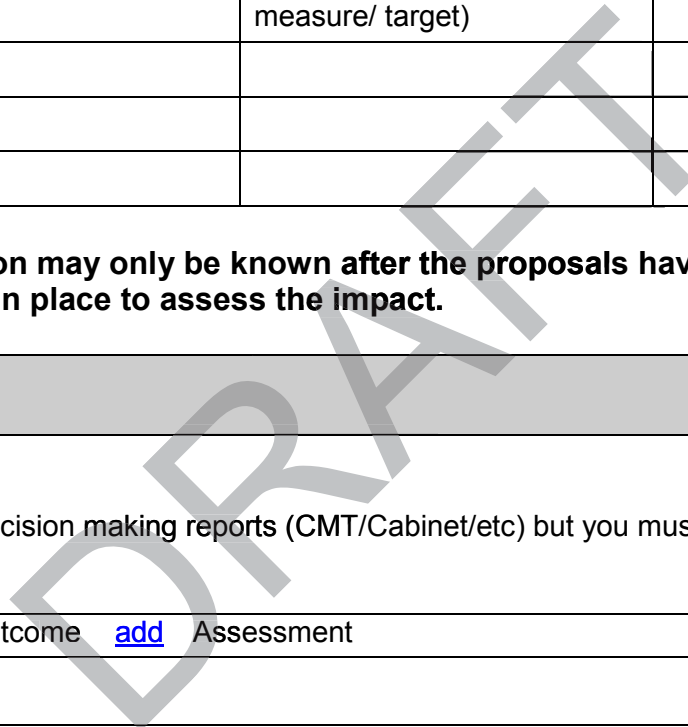 measure/ target)
on may only be known after the proposals hav
n place to assess the impact.
cision making reports (CMT/Cabinet/etc) but you mus
tcome add Assessment
DRAFT